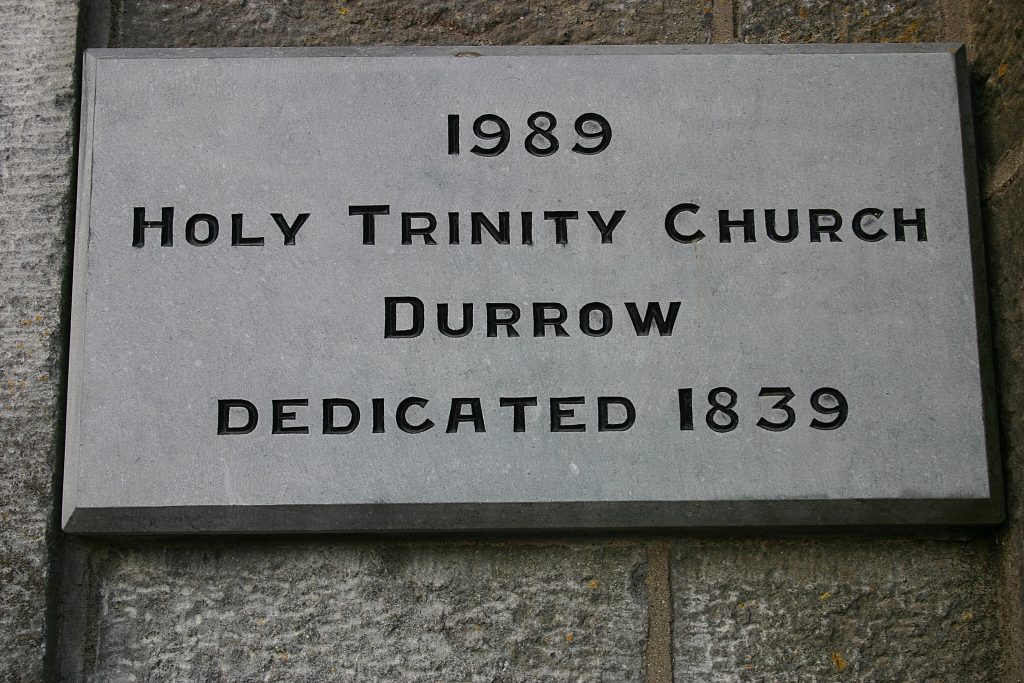 1989
HOLY TRINITY CHURCH
DURROW
DEDICATED 1839